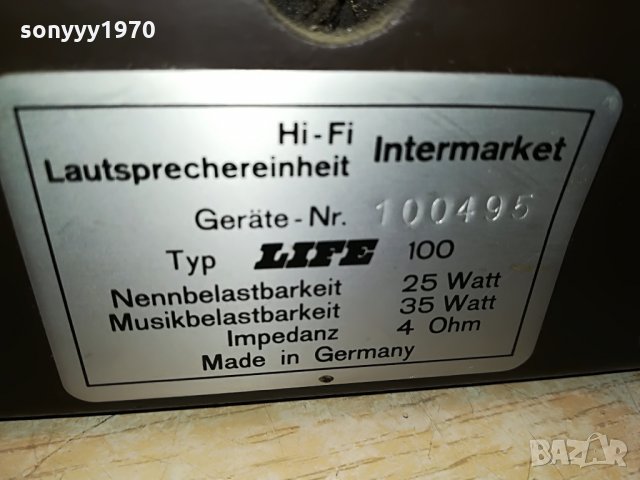 sonyyy1970
Hi-Fi
Lautsprechereinheit Intermarket
Geräte-Nr. 100495
Typ LIFE 100
Nennbelastbarkeit 25 Watt
Musikbelastbarkeit 35 Watt
Impedanz 4 Ohm
Made in Germany
BAZAR